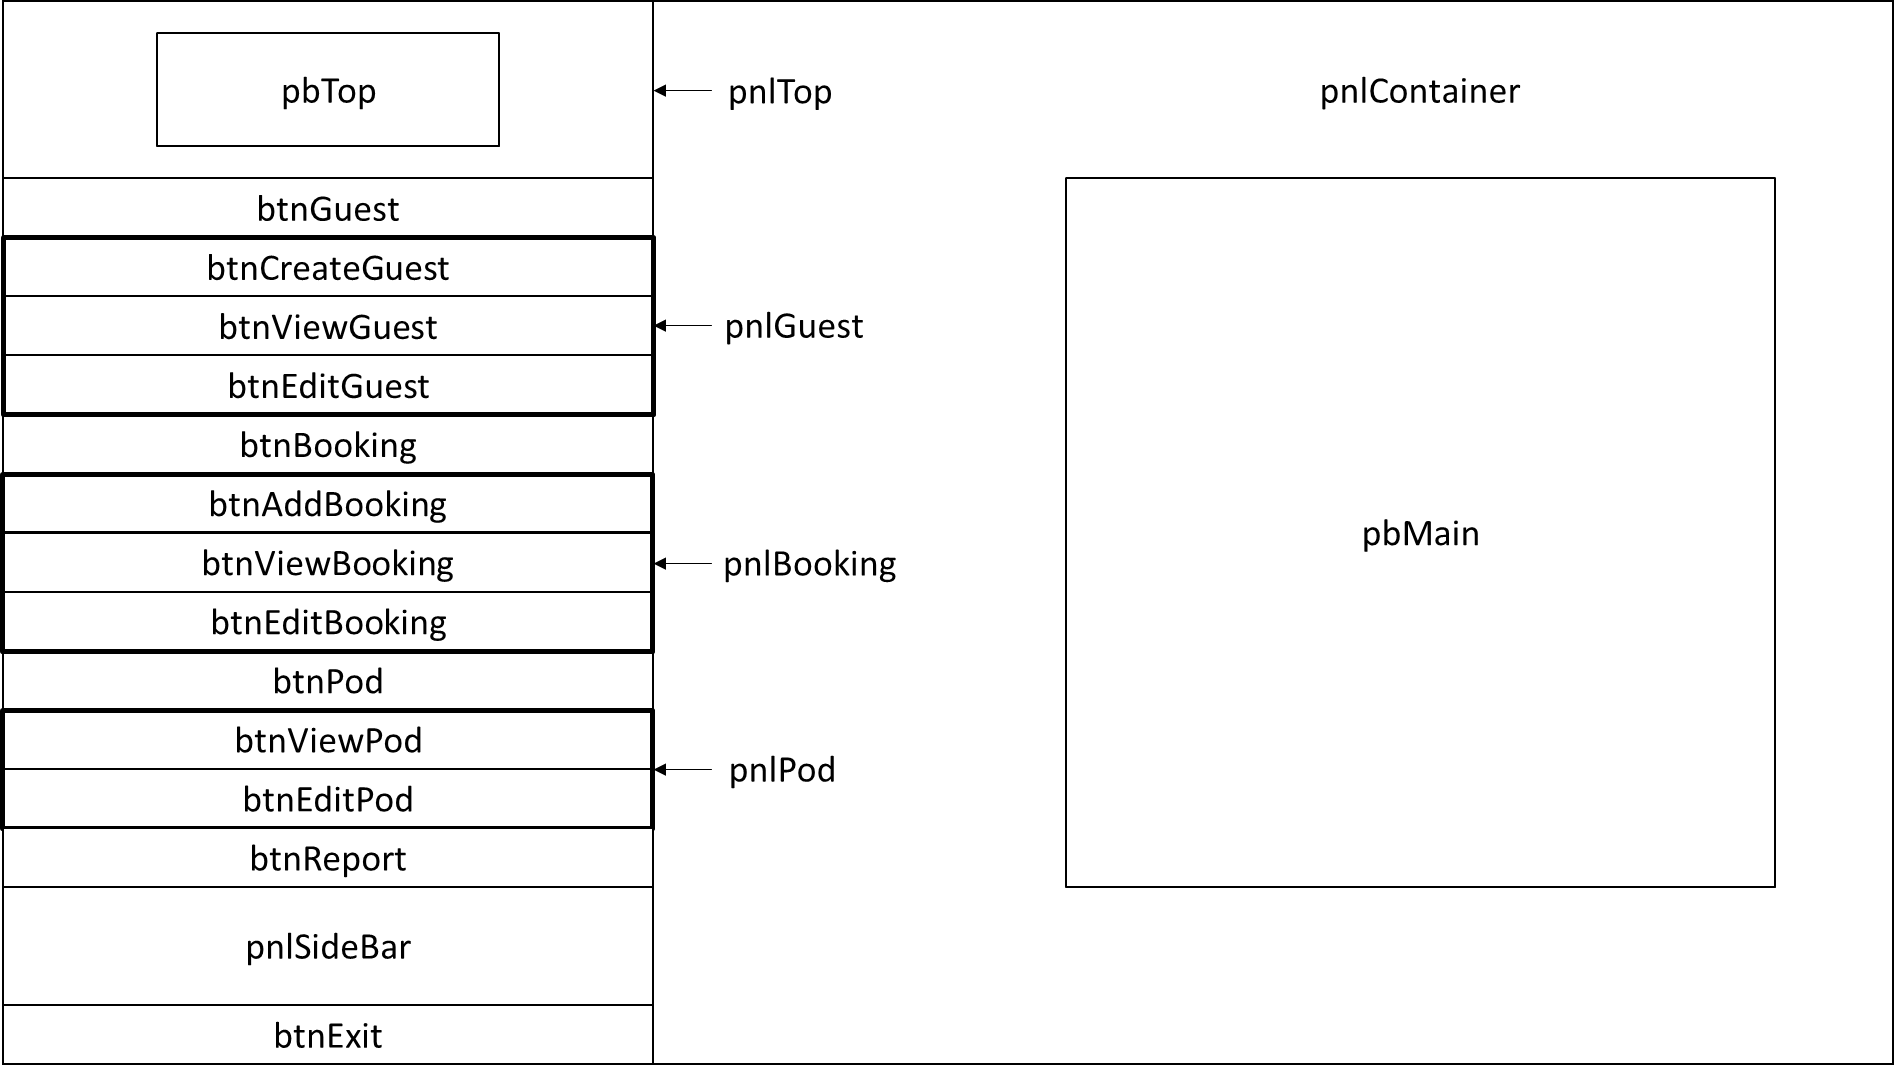 pbTop
pnlTop
pnlContainer
btnGuest
btnCreateGuest
btnViewGuest
pnlGuest
btnEditGuest
btnBooking
btnAddBooking
pbMain
btnViewBooking
pnlBooking
btnEditBooking
btnPod
btnViewPod
pnlPod
btnEditPod
btnReport
pnlSideBar
btnExit